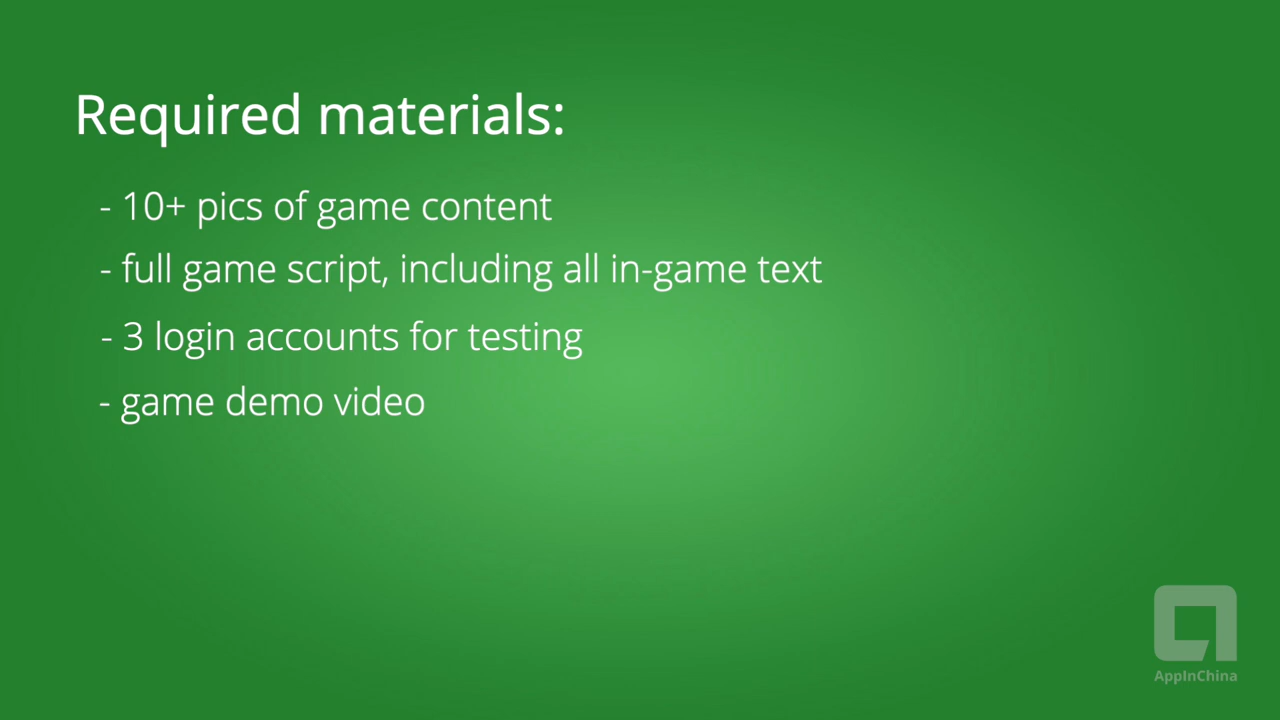 Required materials:
- 10+ pics of game content
- full game script, including all in-game text
- 3 login accounts for testing
- game demo video
AppInChina